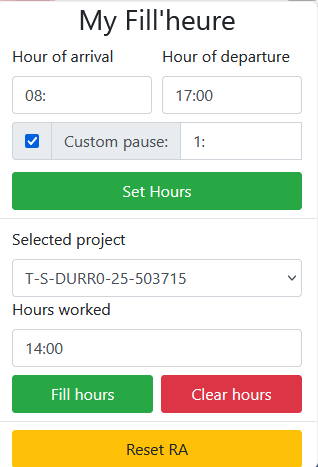 My Fill'heure
Hour of arrival Hour of departure
08: 17:00
Custom pause: 1:
Set Hours
Selected project
T-S-DURR0-25-503715
Hours worked
14:00
Fill hours Clear hours
Reset RA